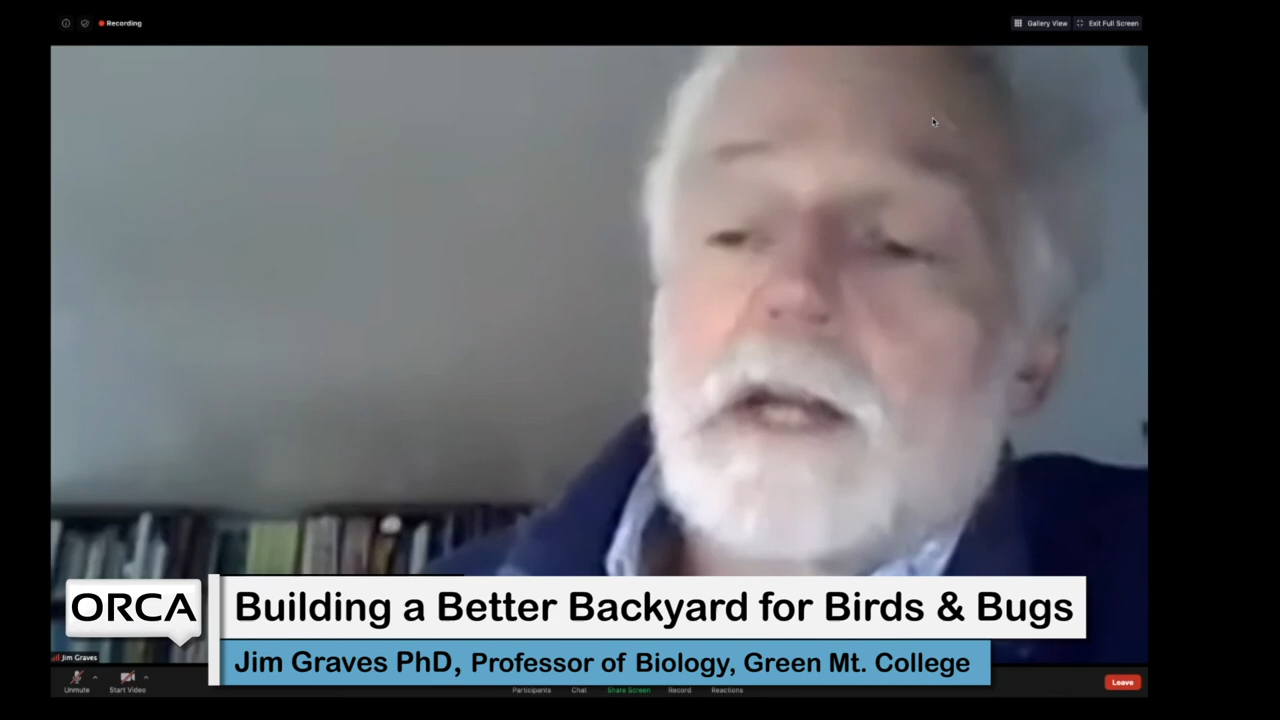 Recording
Gallery View
Exit Full Screen
ORCA
Building a Better Backyard for Birds & Bugs
Jim Graves PhD, Professor of Biology, Green Mt. College
Jim Graves
Unmute
Start Video
Participants
Chat
Share Screen
Record
Reactions
Leave